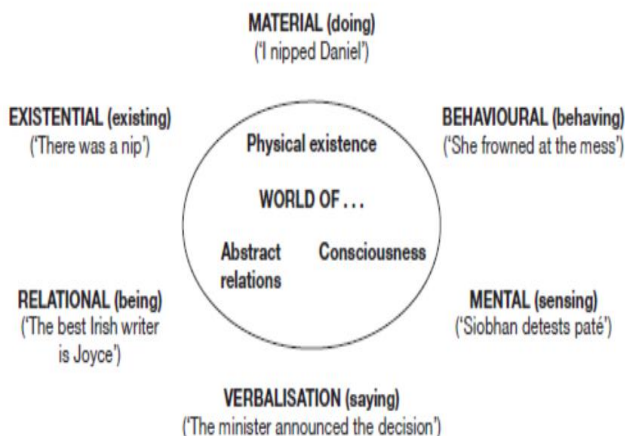 MATERIAL (doing)
('I nipped Daniel')
EXISTENTIAL (existing)
('There was a nip')
BEHAVIOURAL (behaving)
('She frowned at the mess')
Physical existence
WORLD OF . . .
Abstract
relations
Consciousness
RELATIONAL (being)
('The best Irish writer
is Joyce')
MENTAL (sensing)
('Siobhan detests paté')
VERBALISATION (saying)
('The minister announced the decision')